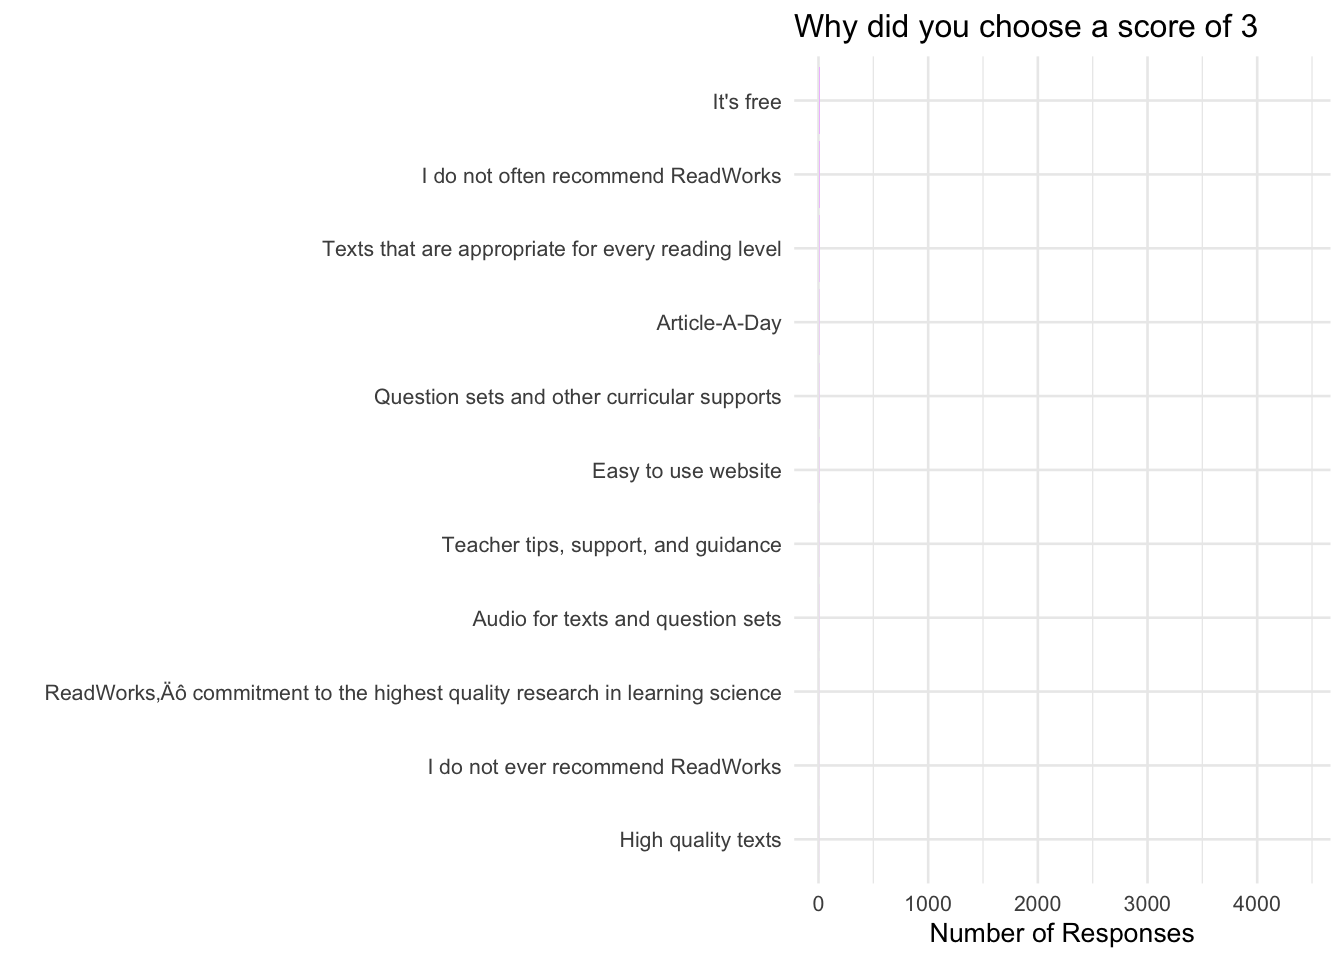 Why did you choose a score of 3
It's free
I do not often recommend ReadWorks
Texts that are appropriate for every reading level
Article-A-Day
Question sets and other curricular supports
Easy to use website
Teacher tips, support, and guidance
Audio for texts and question sets
ReadWorks‚Äô commitment to the highest quality research in learning science
I do not ever recommend ReadWorks
High quality texts
0 1000 2000 3000 4000
Number of Responses